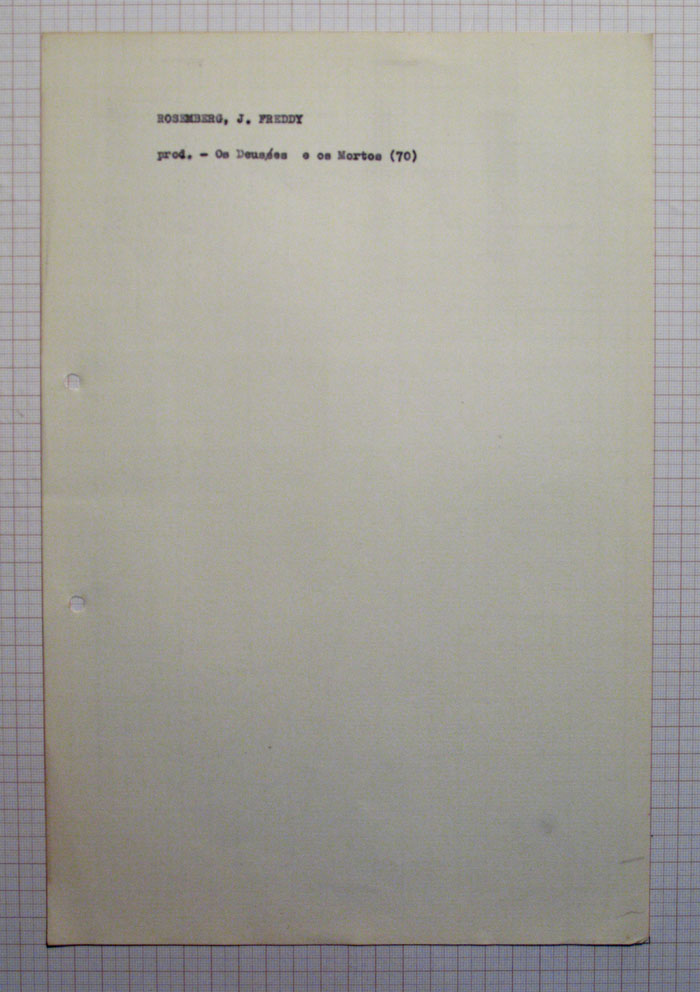 ROSEMBERG, J. FREDDY
prod. - Os Deuses e os Mortos (70)